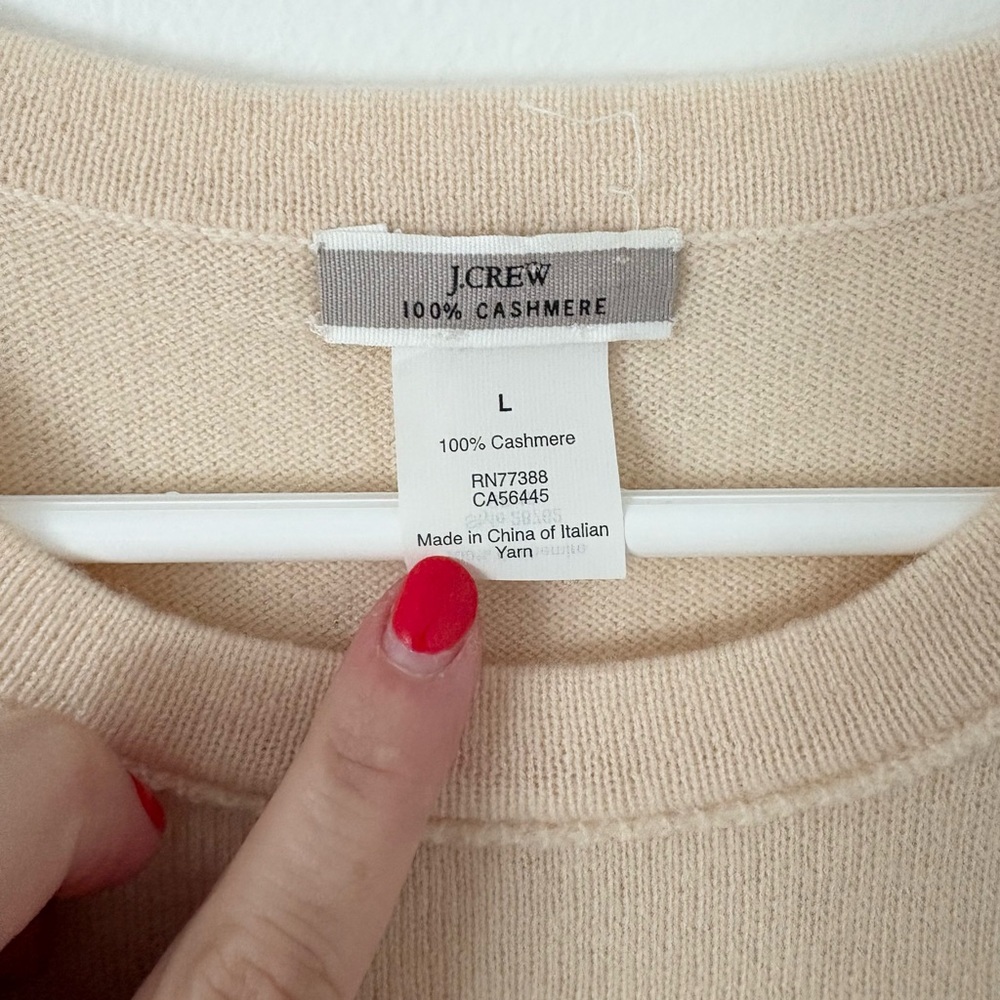 J.CREW
100% CASHMERE
L
100% Cashmere
RN77388
CA56445
Made in China of Italian
Yarn